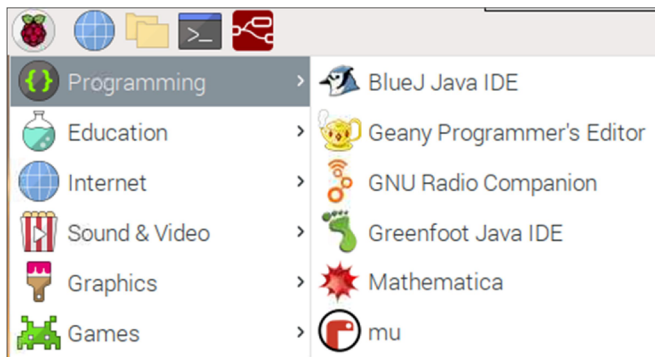 Programming
Education
Internet
Sound & Video
Graphics
Games
BlueJ Java IDE
Geany Programmer's Editor
GNU Radio Companion
Greenfoot Java IDE
Mathematica
mu